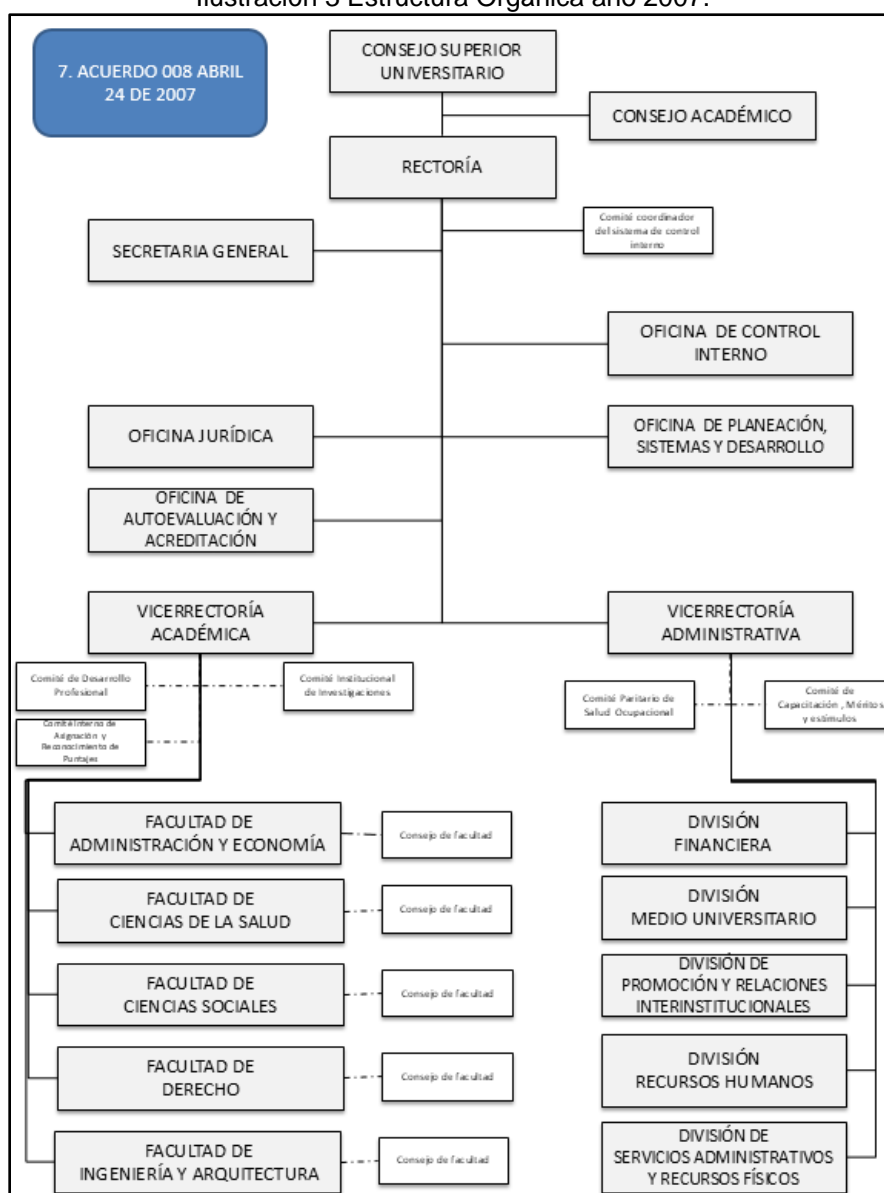 Ilustración 3 Estructura Orgánica año 2007.
7. ACUERDO 008 ABRIL
24 DE 2007
CONSEJO SUPERIOR
UNIVERSITARIO
CONSEJO ACADÉMICO
RECTORÍA
SECRETARIA GENERAL
Comité coordinador
del sistema de control
interno
OFICINA DE CONTROL
INTERNO
OFICINA JURÍDICA
OFICINA DE PLANEACIÓN,
SISTEMAS Y DESARROLLO
OFICINA DE
AUTOEVALUACIÓN Y
ACREDITACIÓN
VICERRECTORÍA
ACADÉMICA
VICERRECTORÍA
ADMINISTRATIVA
Comité de Desarrollo
Profesional
Comité Institucional
de Investigaciones
Comité Interno de
Asignación y
Reconocimiento de
Puntajes
Comité Paritario de
Salud Ocupacional
Comité de
Capacitación , Méritos
y estímulos
FACULTAD DE
ADMINISTRACIÓN Y ECONOMÍA
Consejo de facultad
FACULTAD DE
CIENCIAS DE LA SALUD
Consejo de facultad
FACULTAD DE
CIENCIAS SOCIALES
Consejo de facultad
FACULTAD DE
DERECHO
Consejo de facultad
FACULTAD DE
INGENIERÍA Y ARQUITECTURA
Consejo de facultad
DIVISIÓN
FINANCIERA
DIVISIÓN
MEDIO UNIVERSITARIO
DIVISIÓN DE
PROMOCIÓN Y RELACIONES
INTERINSTITUCIONALES
DIVISIÓN
RECURSOS HUMANOS
DIVISIÓN DE
SERVICIOS ADMINISTRATIVOS
Y RECURSOS FÍSICOS